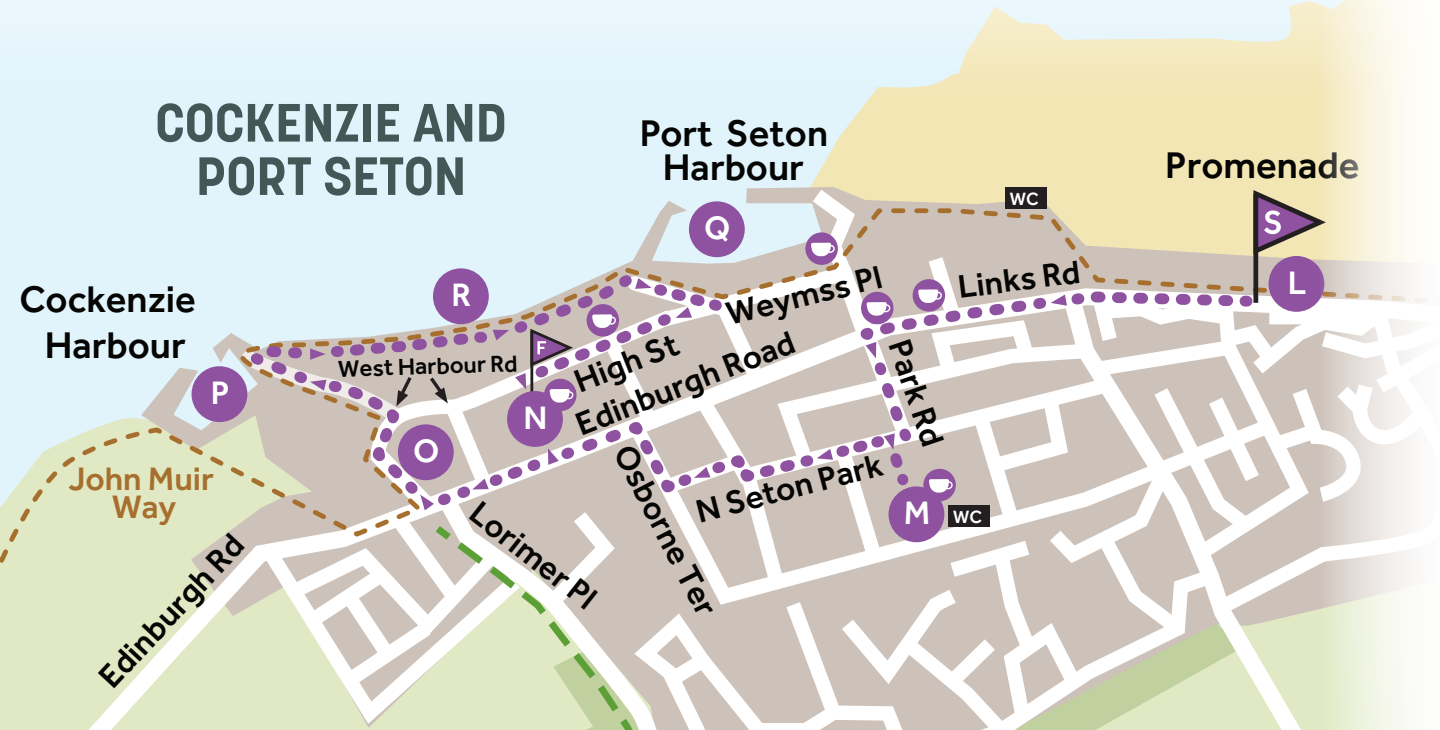 COCKENZIE AND
PORT SETON
Port Seton
Harbour
Promenade
WC
S
Q
L
R
Cockenzie
Harbour
Weymss Pl
Links Rd
West Harbour Rd
F
High St
Edinburgh Road
Park Rd
P
N
O
John Muir
Way
Osborne Ter
N Seton Park
M
WC
Lorimer Pl
Edinburgh Rd